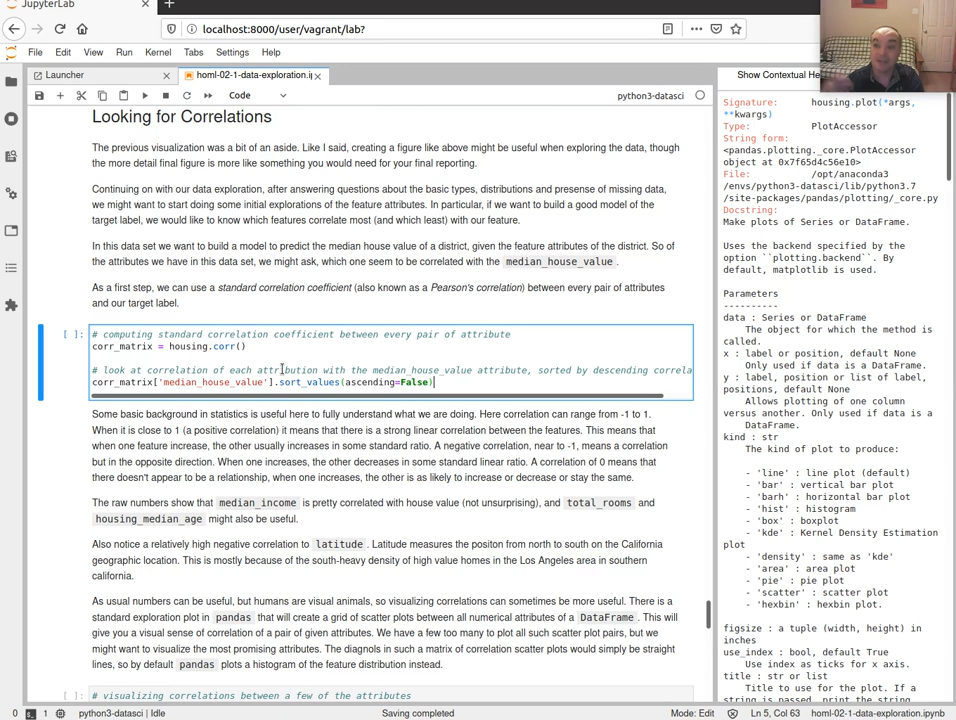 JupyterLab
localhost:8000/user/vagrant/lab?
File Edit View Run Kernel Tabs Settings Help
Launcher
homl-02-1-data-exploration.i
Show Contextual He
Code
python3-datasci
Looking for Correlations
The previous visualization was a bit of an aside. Like I said, creating a figure like above might be useful when exploring the data, though
the more detail final figure is more like something you would need for your final reporting.
Continuing on with our data exploration, after answering questions about the basic types, distributions and presense of missing data,
we might want to start doing some initial explorations of the feature attributes. In particular, if we want to build a good model of the
target label, we would like to know which features correlate most (and which least) with our feature.
In this data set we want to build a model to predict the median house value of a district, given the feature attributes of the district. So of
the attributes we have in this data set, we might ask, which one seem to be correlated with the median_house_value .
As a first step, we can use a standard correlation coefficient (also known as a Pearson's correlation) between every pair of attributes
and our target label.
[ ]: # computing standard correlation coefficient between every pair of attribute
corr_matrix = housing.corr()
# look at correlation of each attribution with the median_house_value attribute, sorted by descending correla
corr_matrix['median_house_value'].sort_values(ascending=False)
Some basic background in statistics is useful here to fully understand what we are doing. Here correlation can range from -1 to 1.
When it is close to 1 (a positive correlation) it means that there is a strong linear correlation between the features. This means that
when one feature increase, the other usually increases in some standard ratio. A negative correlation, near to -1, means a correlation
but in the opposite direction. When one increases, the other decreases in some standard linear ratio. A correlation of 0 means that
there doesn't appear to be a relationship, when one increases, the other is as likely to increase or decrease or stay the same.
The raw numbers show that median_income is pretty correlated with house value (not unsurprising), and total_rooms and
housing_median_age might also be useful.
Also notice a relatively high negative correlation to latitude . Latitude measures the positon from north to south on the California
geographic location. This is mostly because of the south-heavy density of high value homes in the Los Angeles area in southern
california.
As usual numbers can be useful, but humans are visual animals, so visualizing correlations can sometimes be more useful. There is a
standard exploration plot in pandas that will create a grid of scatter plots between all numerical attributes of a DataFrame . This will
give you a visual sense of correlation of a pair of given attributes. We have a few too many to plot all such scatter plot pairs, but we
might want to visualize the most promising attributes. The diagnols in such a matrix of correlation scatter plots would simply be straight
lines, so by default pandas plots a histogram of the feature distribution instead.
[ ]: # visualizing correlations between a few of the attributes
Signature: housing.plot(*args,
**kwargs)
Type: PlotAccessor
String form:
<pandas.plotting._core.PlotAccessor
object at 0x7f65d4c56e10>
File: /opt/anaconda3
/envs/python3-datasci/lib/python3.7
/site-packages/pandas/plotting/_core.py
Docstring:
Make plots of Series or DataFrame.
Uses the backend specified by the
option ``plotting.backend``. By
default, matplotlib is used.
Parameters
----------
data : Series or DataFrame
The object for which the method is
called.
x : label or position, default None
Only used if data is a DataFrame.
y : label, position or list of label,
positions, default None
Allows plotting of one column
versus another. Only used if data is a
DataFrame.
kind : str
The kind of plot to produce:
- 'line' : line plot (default)
- 'bar' : vertical bar plot
- 'barh' : horizontal bar plot
- 'hist' : histogram
- 'box' : boxplot
- 'kde' : Kernel Density Estimation
plot
- 'density' : same as 'kde'
- 'area' : area plot
- 'pie' : pie plot
- 'scatter' : scatter plot
- 'hexbin' : hexbin plot.
figsize : a tuple (width, height) in
inches
use_index : bool, default True
Use index as ticks for x axis.
title : str or list
Title to use for the plot. If a
string is passed, print the string
0 1 python3-datasci | Idle Saving completed Mode: Edit Ln 5, Col 63 homl-02-1-data-exploration.ipynb